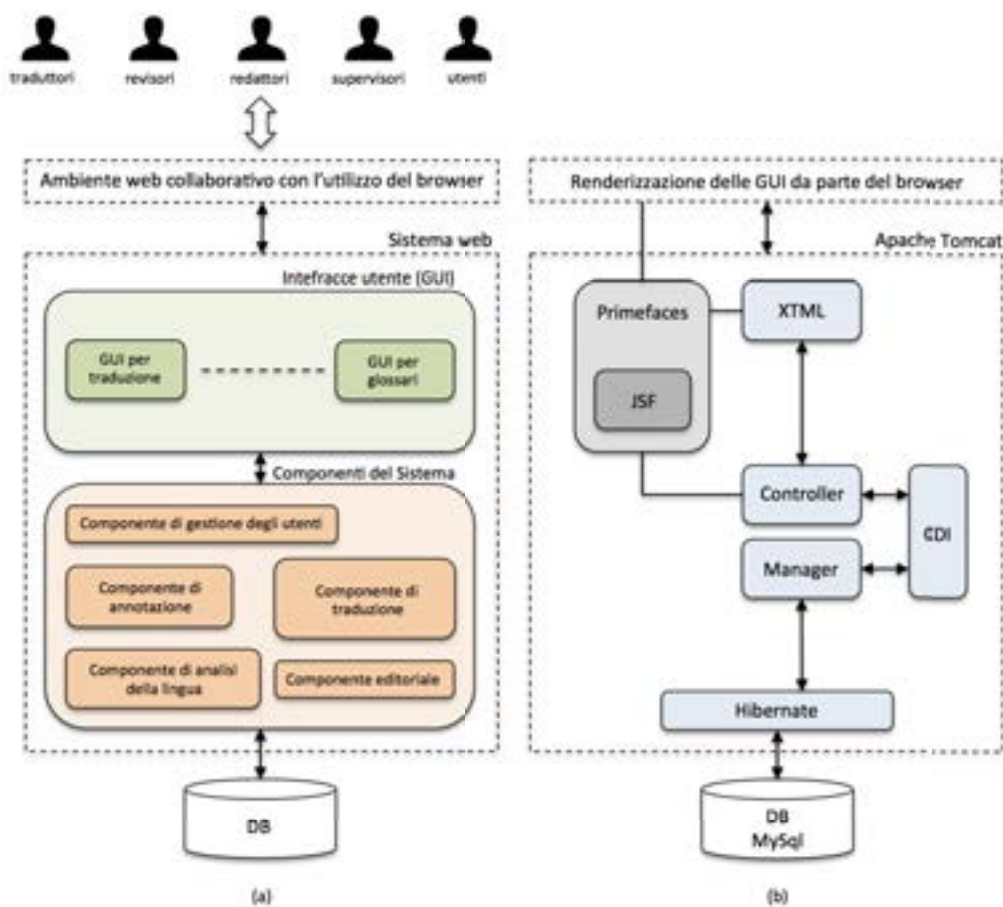 traduttori
revisori
redattori
supervisori
utenti
Ambiente web collaborativo con l'utilizzo del browser
Sistema web
Intefracce utente (GUI)
GUI per
traduzione
GUI per
glossari
Componenti del Sistema
Componente di gestione degli utenti
Componente di
annotazione
Componente di
traduzione
Componente di analisi
della lingua
Componente editoriale
DB
(a)
Renderizzazione delle GUI da parte del browser
Apache Tomcat
Primefaces
XTML
JSF
Controller
CDI
Manager
Hibernate
DB
MySql
(b)